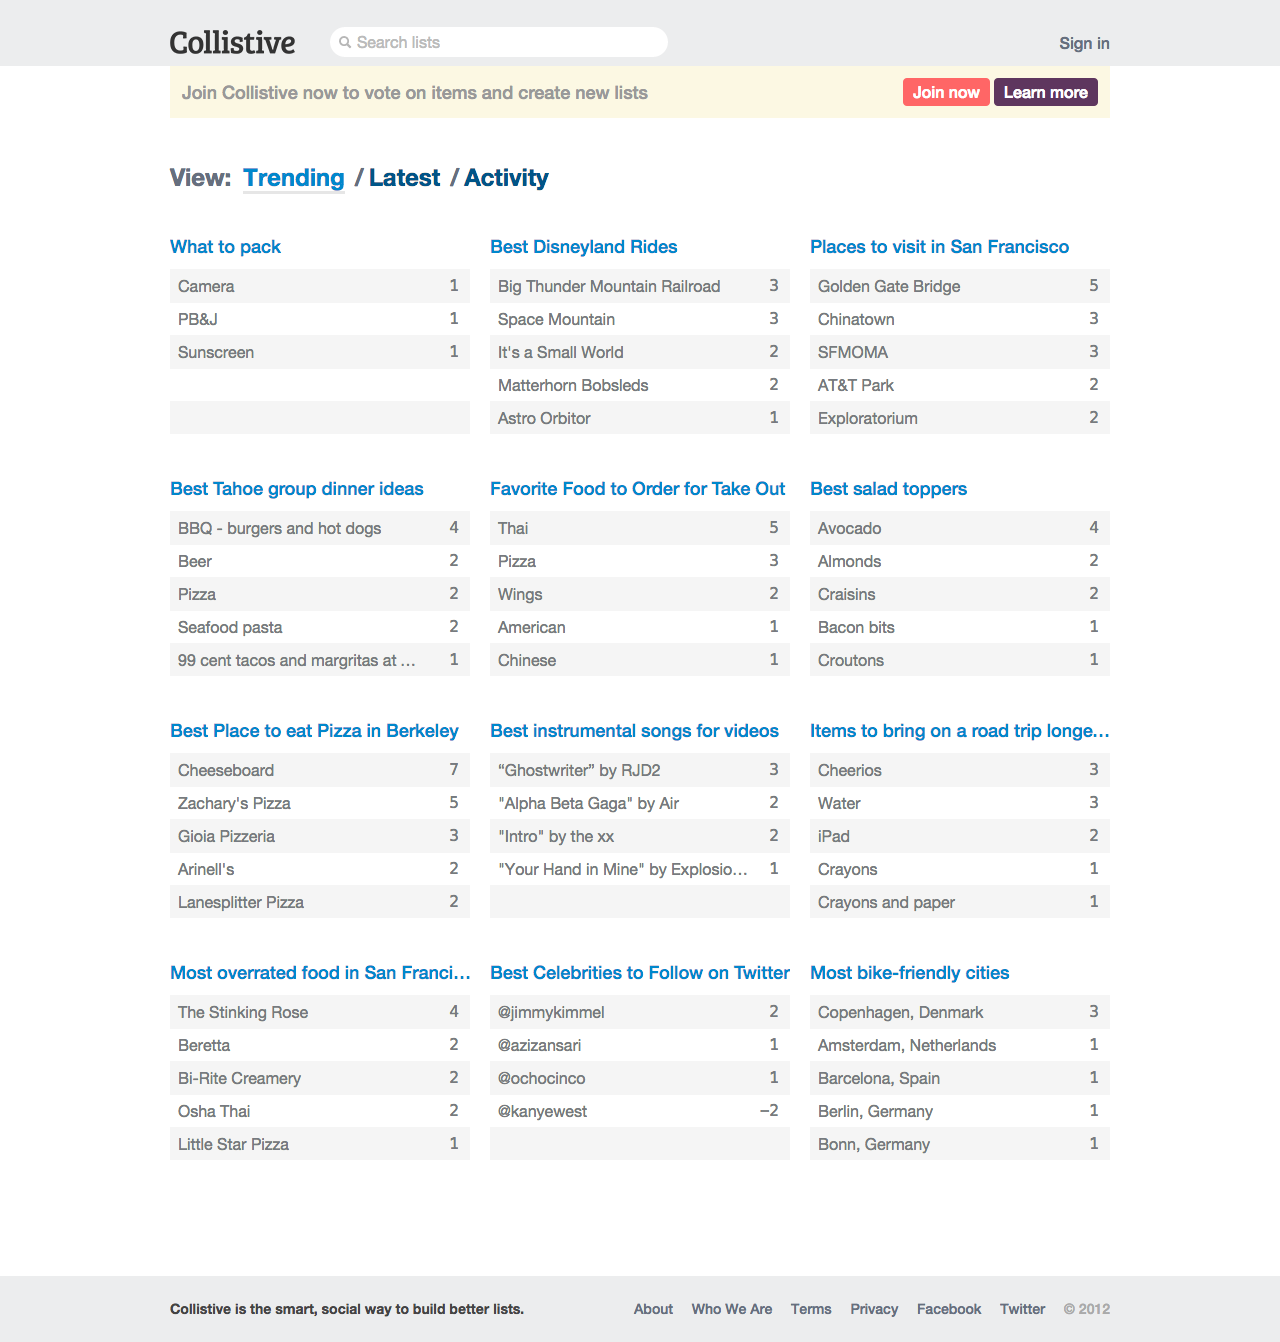 Collistive
Search lists
Sign in
Join Collistive now to vote on items and create new lists
Join now
Learn more
View: Trending / Latest / Activity
What to pack
Camera 1
PB&J 1
Sunscreen 1
Best Disneyland Rides
Big Thunder Mountain Railroad 3
Space Mountain 3
It's a Small World 2
Matterhorn Bobsleds 2
Astro Orbitor 1
Places to visit in San Francisco
Golden Gate Bridge 5
Chinatown 3
SFMOMA 3
AT&T Park 2
Exploratorium 2
Best Tahoe group dinner ideas
BBQ - burgers and hot dogs 4
Beer 2
Pizza 2
Seafood pasta 2
99 cent tacos and margritas at … 1
Favorite Food to Order for Take Out
Thai 5
Pizza 3
Wings 2
American 1
Chinese 1
Best salad toppers
Avocado 4
Almonds 2
Craisins 2
Bacon bits 1
Croutons 1
Best Place to eat Pizza in Berkeley
Cheeseboard 7
Zachary's Pizza 5
Gioia Pizzeria 3
Arinell's 2
Lanesplitter Pizza 2
Best instrumental songs for videos
“Ghostwriter” by RJD2 3
"Alpha Beta Gaga" by Air 2
"Intro" by the xx 2
"Your Hand in Mine" by Explosio… 1
Items to bring on a road trip longe…
Cheerios 3
Water 3
iPad 2
Crayons 1
Crayons and paper 1
Most overrated food in San Franci…
The Stinking Rose 4
Beretta 2
Bi-Rite Creamery 2
Osha Thai 2
Little Star Pizza 1
Best Celebrities to Follow on Twitter
@jimmykimmel 2
@azizansari 1
@ochocinco 1
@kanyewest –2
Most bike-friendly cities
Copenhagen, Denmark 3
Amsterdam, Netherlands 1
Barcelona, Spain 1
Berlin, Germany 1
Bonn, Germany 1
Collistive is the smart, social way to build better lists.
About Who We Are Terms Privacy Facebook Twitter © 2012